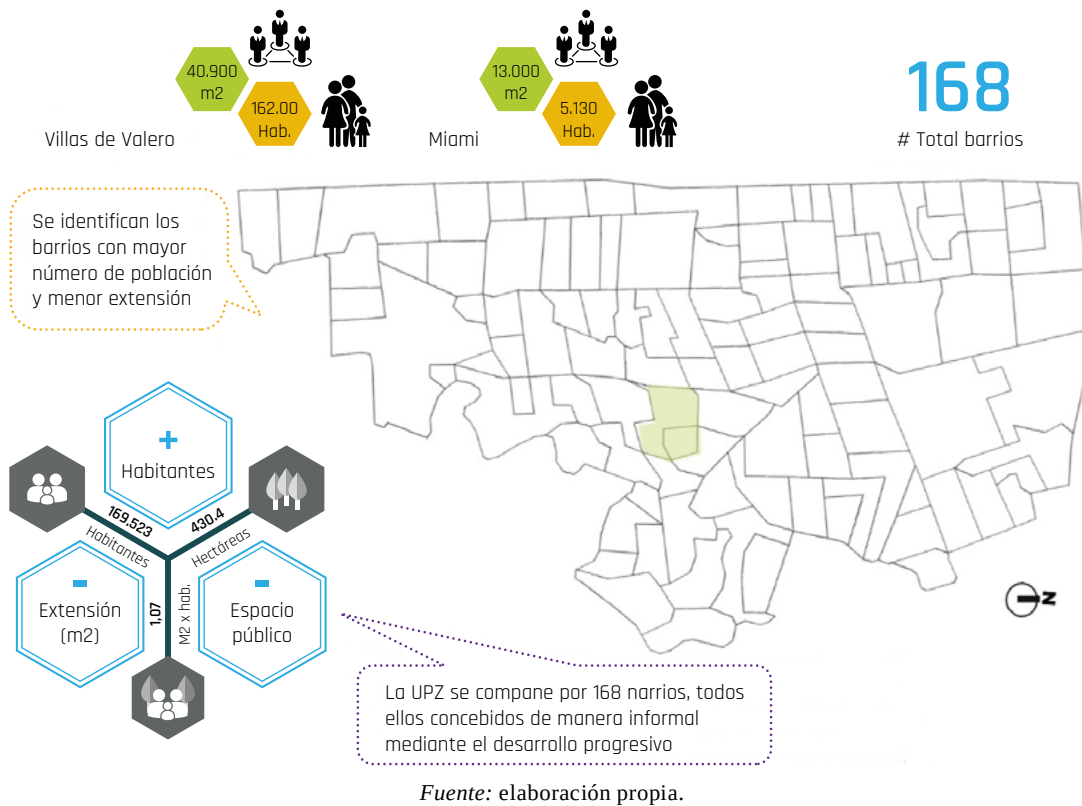 40.900
m2
162.00
Hab.
Villas de Valero
13.000
m2
5.130
Hab.
Miami
168
# Total barrios
Se identifican los
barrios con mayor
número de población
y menor extensión
+
Habitantes
169.523
Habitantes
430.4
Hectáreas
-
Extensión
(m2)
1,07
M2 x hab.
-
Espacio
público
N
La UPZ se compane por 168 narrios, todos
ellos concebidos de manera informal
mediante el desarrollo progresivo
Fuente: elaboración propia.